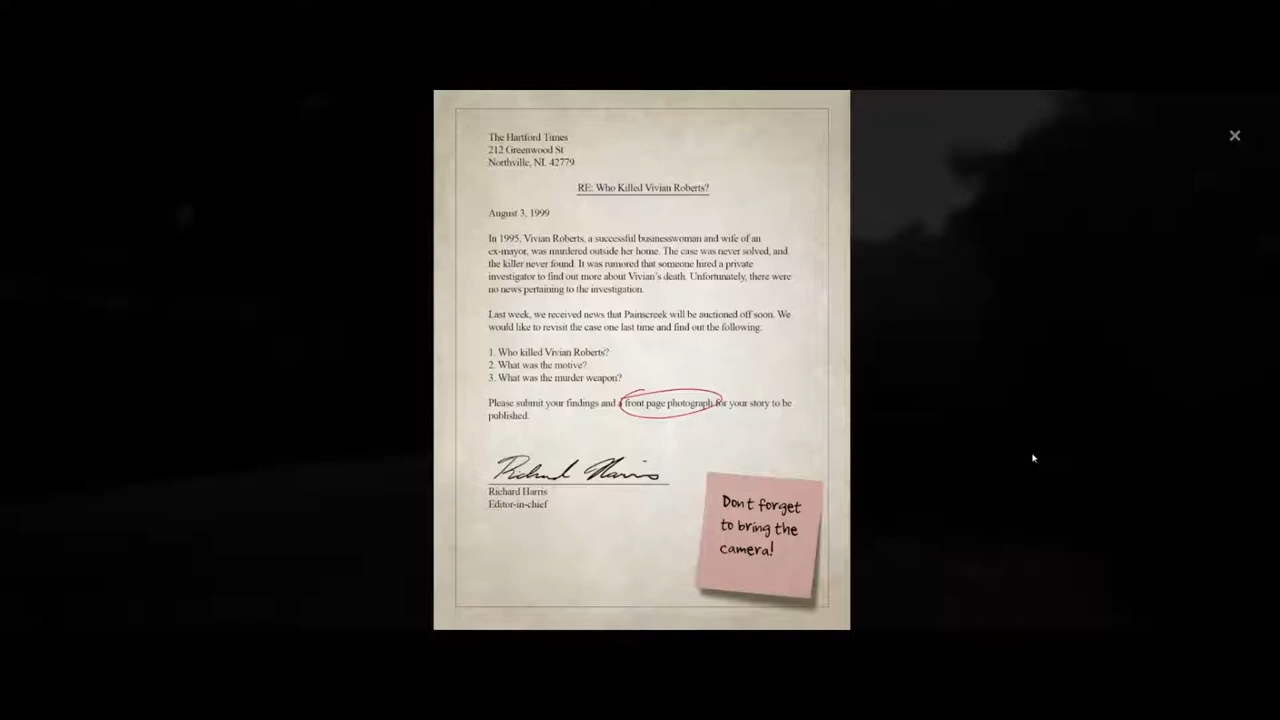 The Hartford Times
212 Greenwood St
Northville, NL 42779
RE: Who Killed Vivian Roberts?
August 3, 1999
In 1995, Vivian Roberts, a successful businesswoman and wife of an
ex-mayor, was murdered outside her home. The case was never solved, and
the killer never found. It was rumored that someone hired a private
investigator to find out more about Vivian's death. Unfortunately, there were
no news pertaining to the investigation.
Last week, we received news that Painscreek will be auctioned off soon. We
would like to revisit the case one last time and find out the following:
1. Who killed Vivian Roberts?
2. What was the motive?
3. What was the murder weapon?
Please submit your findings and a front page photograph for your story to be
published.
Richard Harris
Richard Harris
Editor-in-chief
Don't forget
to bring the
camera!